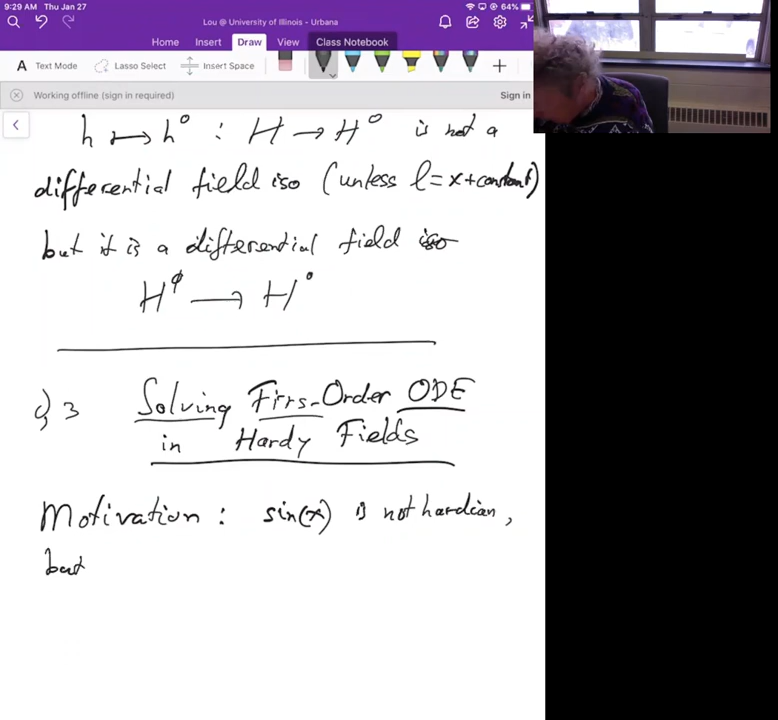 9:29 AM Thu Jan 27
64%
Lou @ University of Illinois - Urbana
Home Insert Draw View Class Notebook
A Text Mode Lasso Select Insert Space
Working offline (sign in required) Sign in
h ↦ h° : H → H° is not a
differential field iso (unless l = x + constant)
but it is a differential field iso
H^ϕ → H°
§ 3 Solving Firrs-Order ODE
in Hardy Fields
Motivation : sin(x) is not hardian,
but